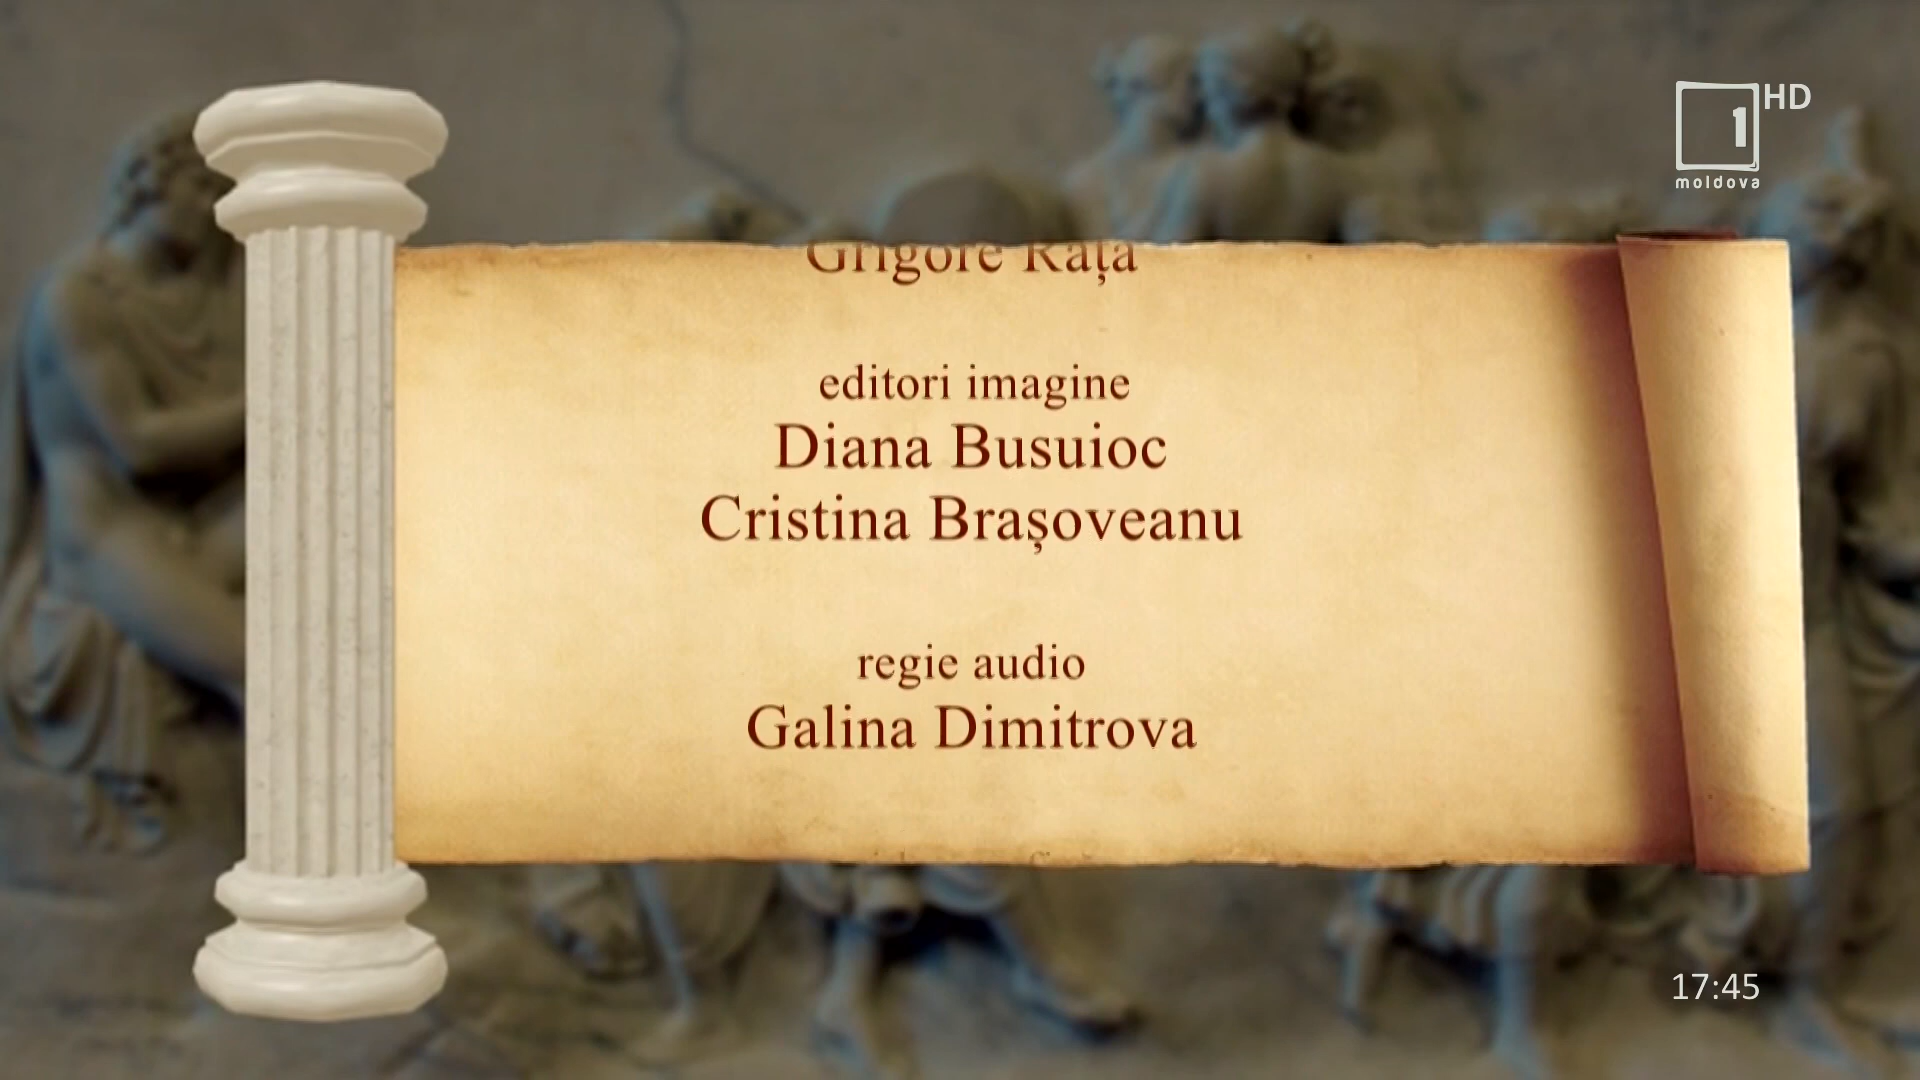 HD
1
moldova
Grigore Rața
editori imagine
Diana Busuioc
Cristina Brașoveanu
regie audio
Galina Dimitrova
17:45